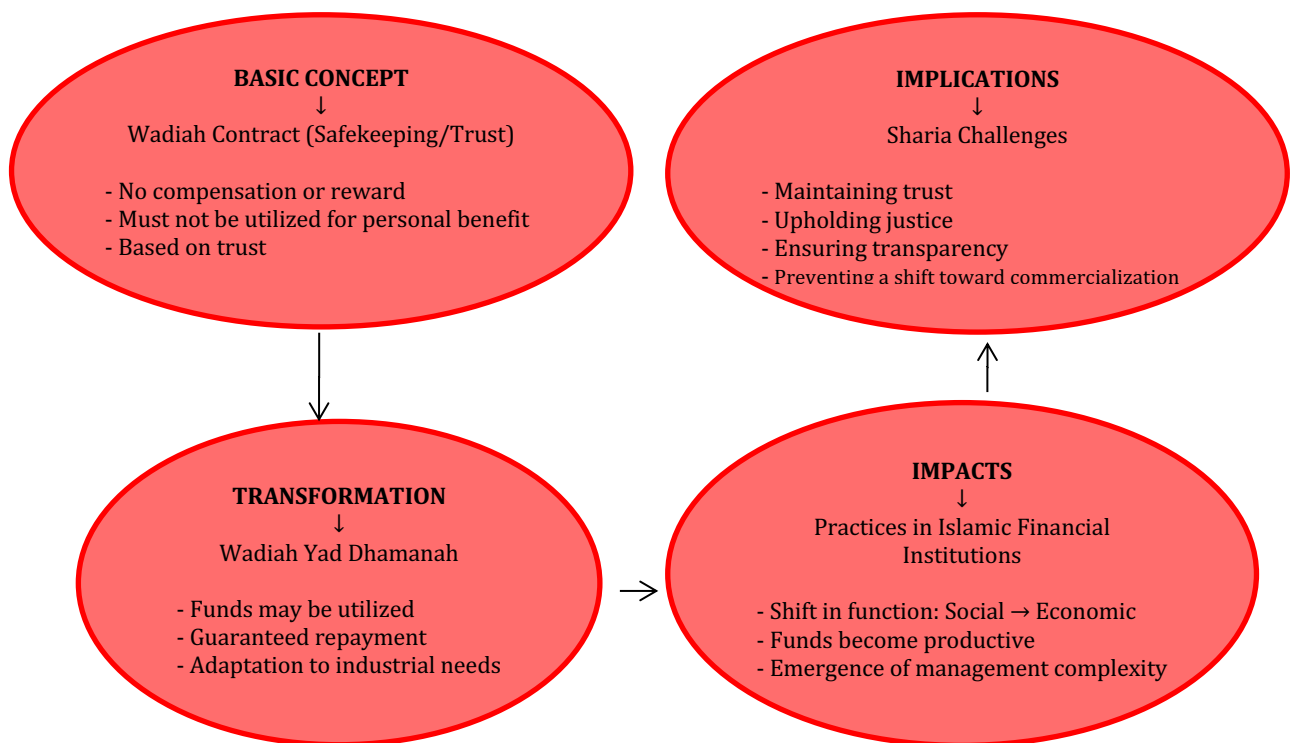 BASIC CONCEPT
↓
Wadiah Contract (Safekeeping/Trust)
- No compensation or reward
- Must not be utilized for personal benefit
- Based on trust
TRANSFORMATION
↓
Wadiah Yad Dhamanah
- Funds may be utilized
- Guaranteed repayment
- Adaptation to industrial needs
IMPACTS
↓
Practices in Islamic Financial
Institutions
- Shift in function: Social → Economic
- Funds become productive
- Emergence of management complexity
IMPLICATIONS
↓
Sharia Challenges
- Maintaining trust
- Upholding justice
- Ensuring transparency
- Preventing a shift toward commercialization